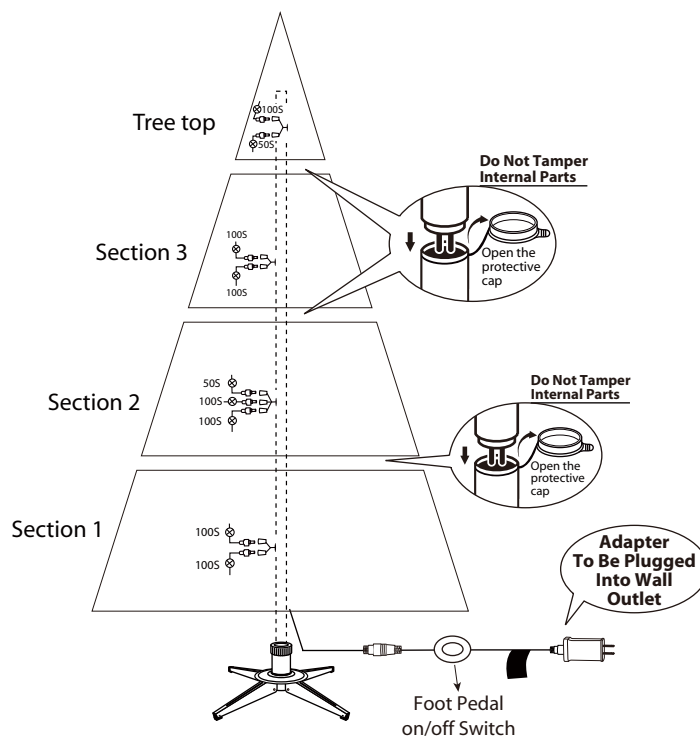 Tree top
100S
50S
Do Not Tamper
Internal Parts
Open the
protective
cap
Section 3
100S
100S
Section 2
50S
100S
100S
Do Not Tamper
Internal Parts
Open the
protective
cap
Section 1
100S
100S
Adapter
To Be Plugged
Into Wall
Outlet
Foot Pedal
on/off Switch